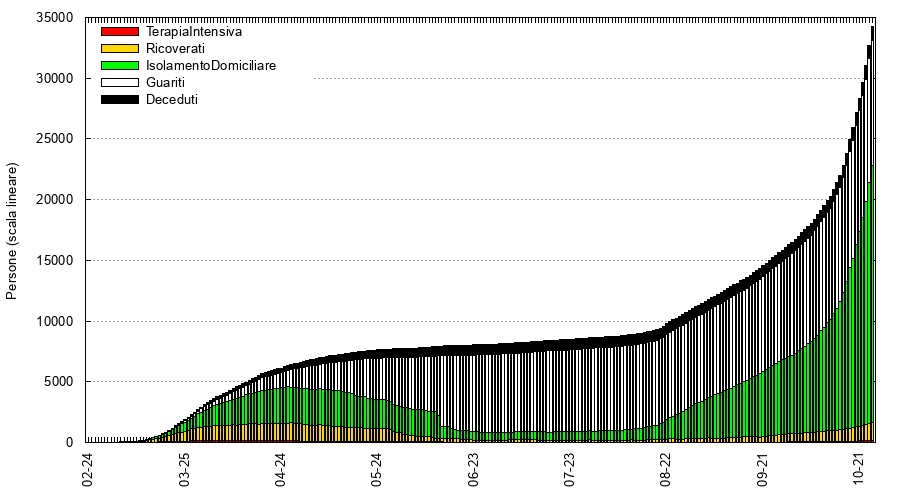 35000
30000
25000
20000
15000
10000
5000
0
Persone (scala lineare)
TerapiaIntensiva
Ricoverati
IsolamentoDomiciliare
Guariti
Deceduti
02-24
03-25
04-24
05-24
06-23
07-23
08-22
09-21
10-21